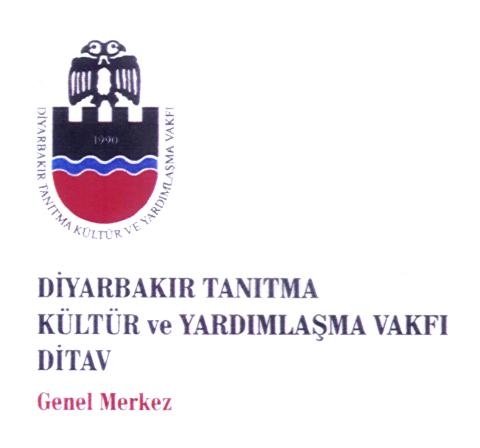 1990
DİYARBAKIR TANITMA KÜLTÜR VE YARDIMLAŞMA VAKFI
DİYARBAKIR TANITMA
KÜLTÜR ve YARDIMLAŞMA VAKFI
DİTAV
Genel Merkez